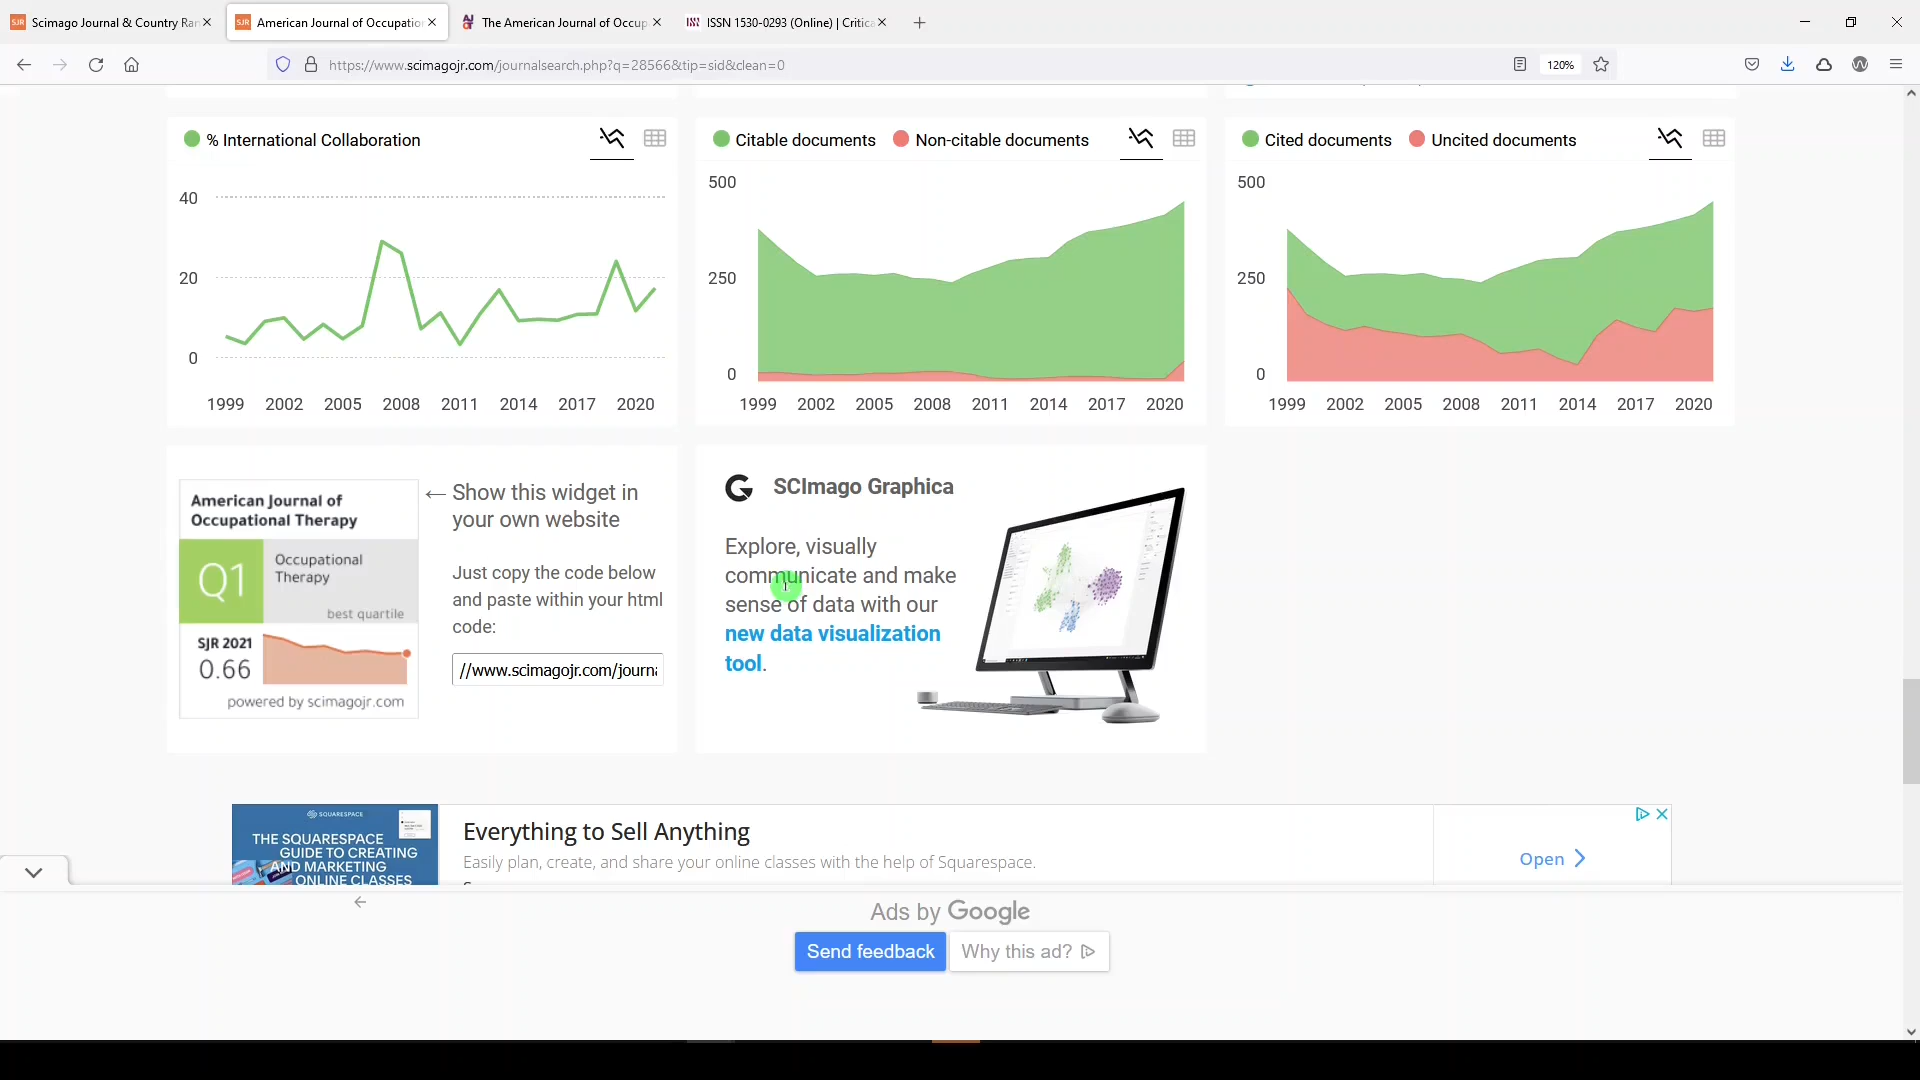 Scimago Journal & Country Ran
American Journal of Occupation
The American Journal of Occup
ISSN 1530-0293 (Online) | Critica
https://www.scimagojr.com/journalsearch.php?q=28566&tip=sid&clean=0
120%
% International Collaboration
40
20
0
1999 2002 2005 2008 2011 2014 2017 2020
Citable documents Non-citable documents
500
250
0
1999 2002 2005 2008 2011 2014 2017 2020
Cited documents Uncited documents
500
250
0
1999 2002 2005 2008 2011 2014 2017 2020
American Journal of
Occupational Therapy
Q1
Occupational
Therapy
best quartile
SJR 2021
0.66
powered by scimagojr.com
← Show this widget in
your own website
Just copy the code below
and paste within your html
code:
//www.scimagojr.com/journa
SCImago Graphica
Explore, visually
communicate and make
sense of data with our
new data visualization
tool.
SQUARESPACE
THE SQUARESPACE
GUIDE TO CREATING
AND MARKETING
ONLINE CLASSES
Everything to Sell Anything
Easily plan, create, and share your online classes with the help of Squarespace.
Open
Ads by Google
Send feedback
Why this ad?